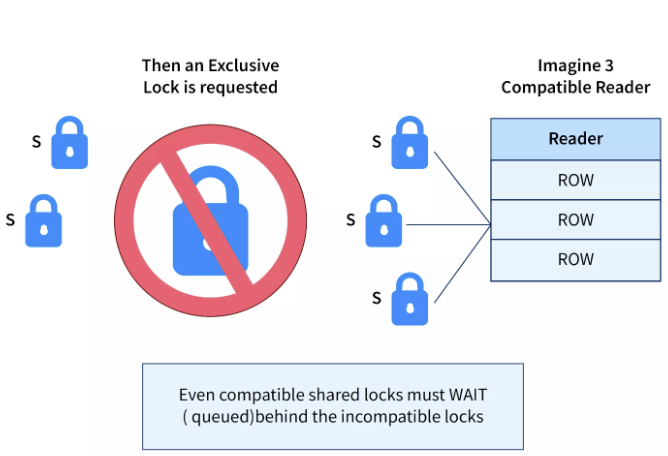 Then an Exclusive
Lock is requested
Imagine 3
Compatible Reader
S
S
S
S
S
Reader
ROW
ROW
ROW
Even compatible shared locks must WAIT
( queued)behind the incompatible locks